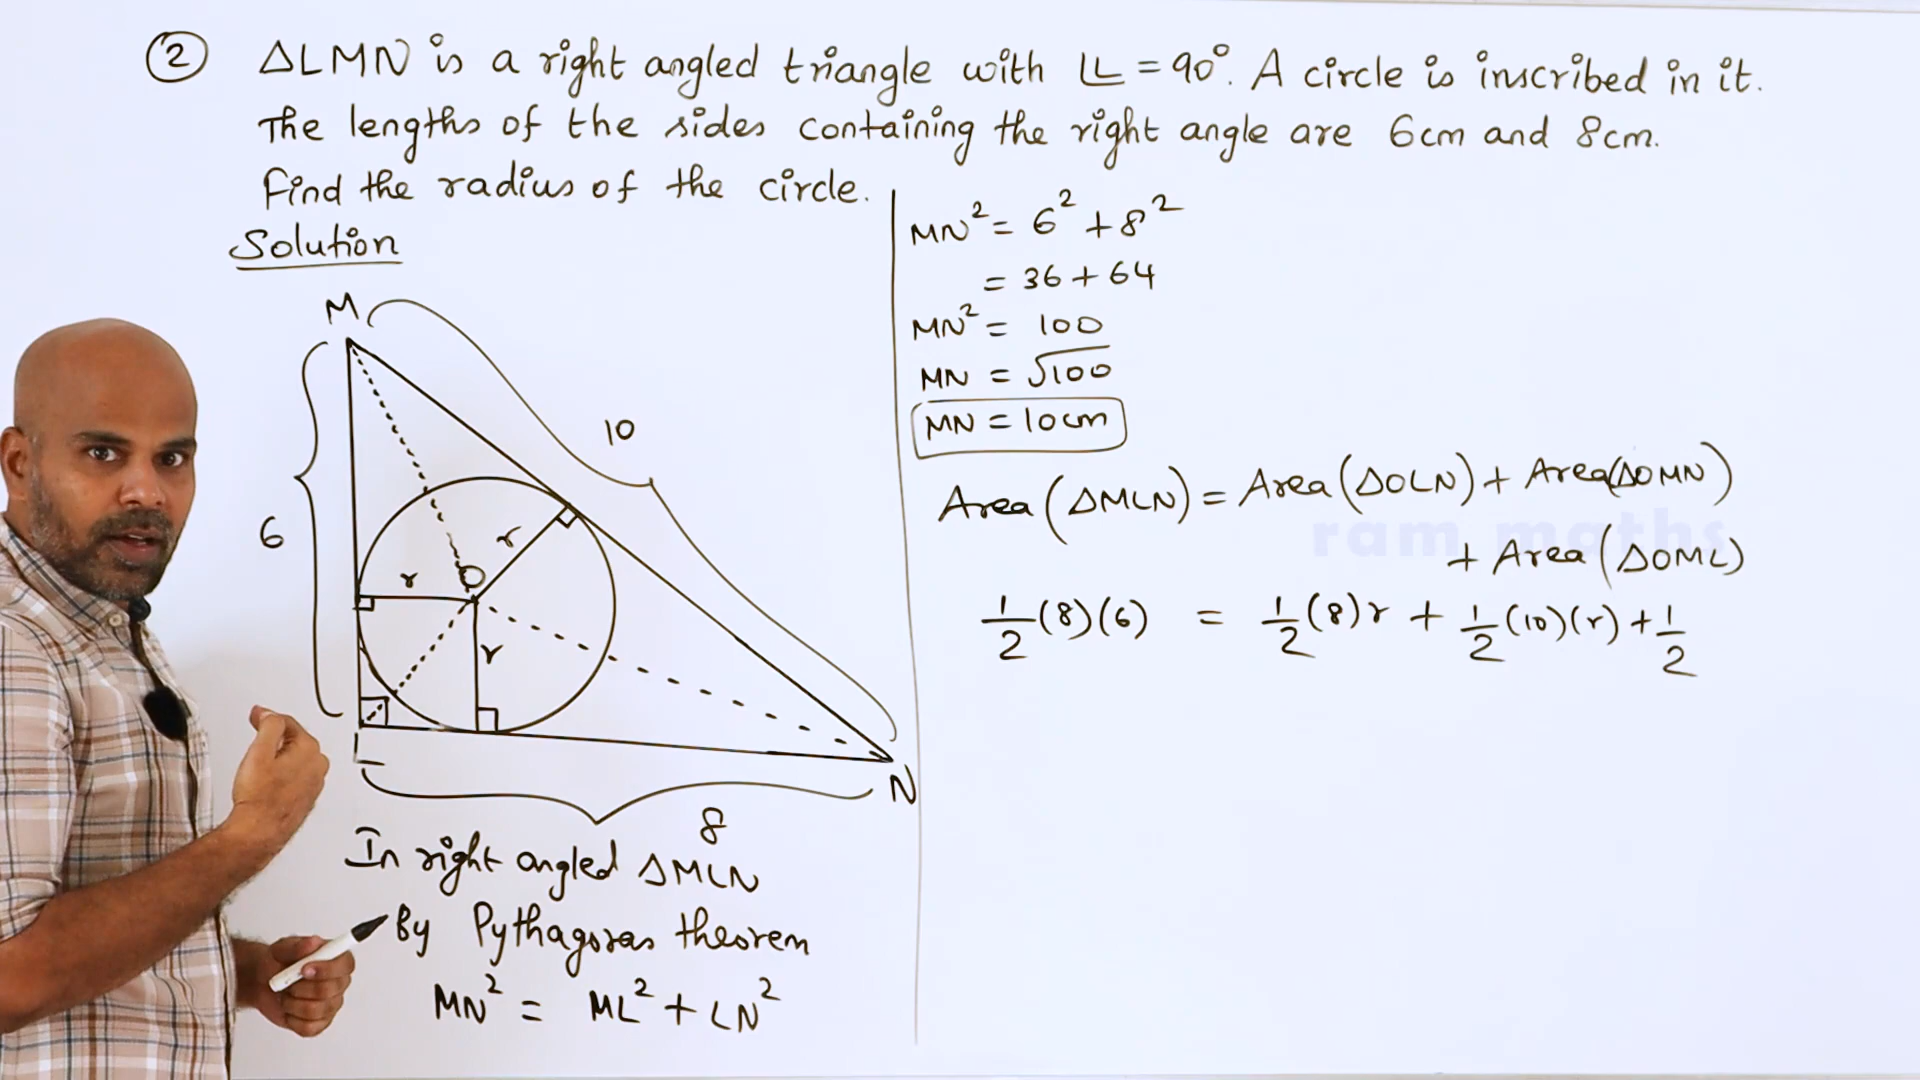 ② ΔLMN is a right angled triangle with ∠L = 90°. A circle is inscribed in it.
The lengths of the sides containing the right angle are 6cm and 8cm.
Find the radius of the circle.
Solution
M
10
6
r
r
O
r
L
N
8
In right angled ΔMLN
By Pythagoras theorem
MN² = ML² + LN²
MN² = 6² + 8²
= 36 + 64
MN² = 100
MN = √100
MN = 10cm
Area (ΔMLN) = Area (ΔOLN) + Area(ΔOMN)
+ Area (ΔOML)
1/2 (8)(6) = 1/2 (8)r + 1/2 (10)(r) + 1/2
ram maths